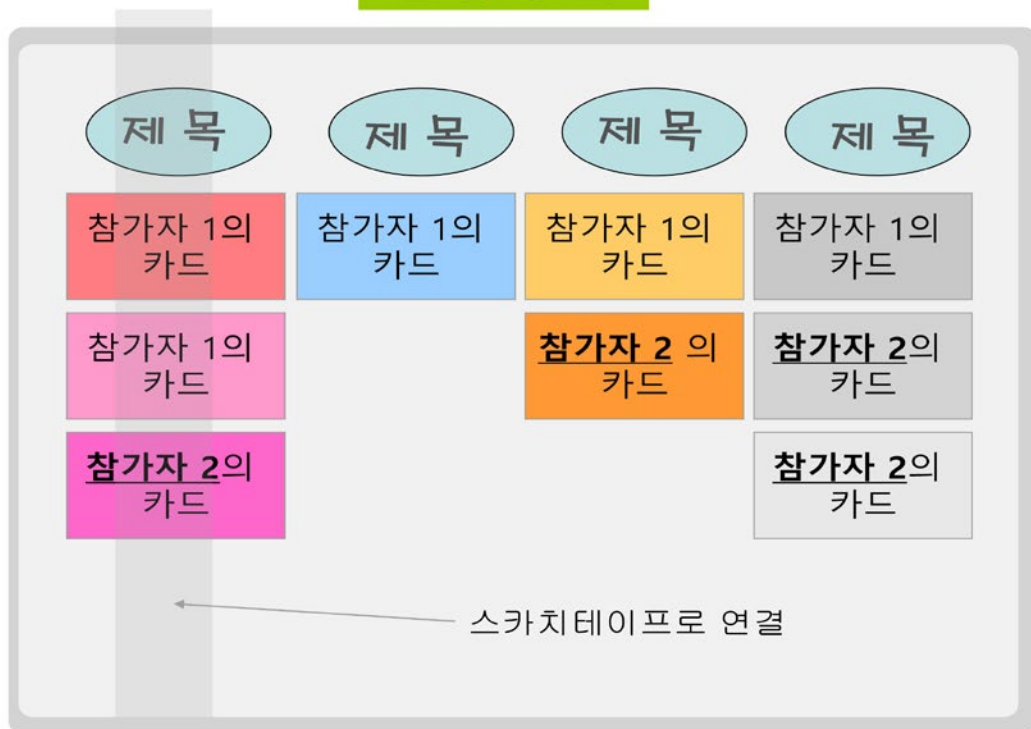 제 목
제 목
제 목
제 목
참가자 1의
카드
참가자 1의
카드
참가자 1의
카드
참가자 1의
카드
참가자 1의
카드
참가자 2 의
카드
참가자 2의
카드
참가자 2의
카드
참가자 2의
카드
스카치테이프로 연결